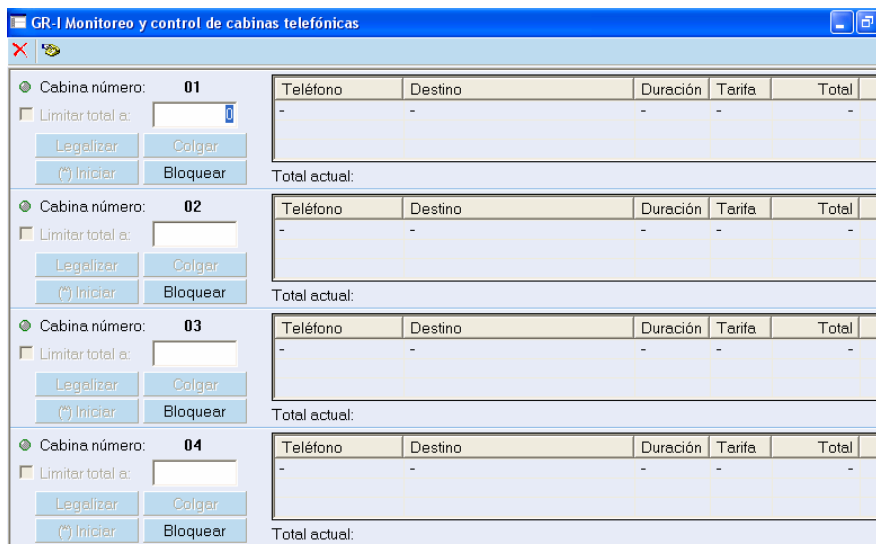 GR-I Monitoreo y control de cabinas telefónicas
Cabina número: 01 Teléfono Destino Duración Tarifa Total
Limitar total a: 0 - - - - -
Legalizar Colgar
(*) Iniciar Bloquear Total actual:
Cabina número: 02 Teléfono Destino Duración Tarifa Total
Limitar total a: - - - - -
Legalizar Colgar
(*) Iniciar Bloquear Total actual:
Cabina número: 03 Teléfono Destino Duración Tarifa Total
Limitar total a: - - - - -
Legalizar Colgar
(*) Iniciar Bloquear Total actual:
Cabina número: 04 Teléfono Destino Duración Tarifa Total
Limitar total a: - - - - -
Legalizar Colgar
(*) Iniciar Bloquear Total actual: